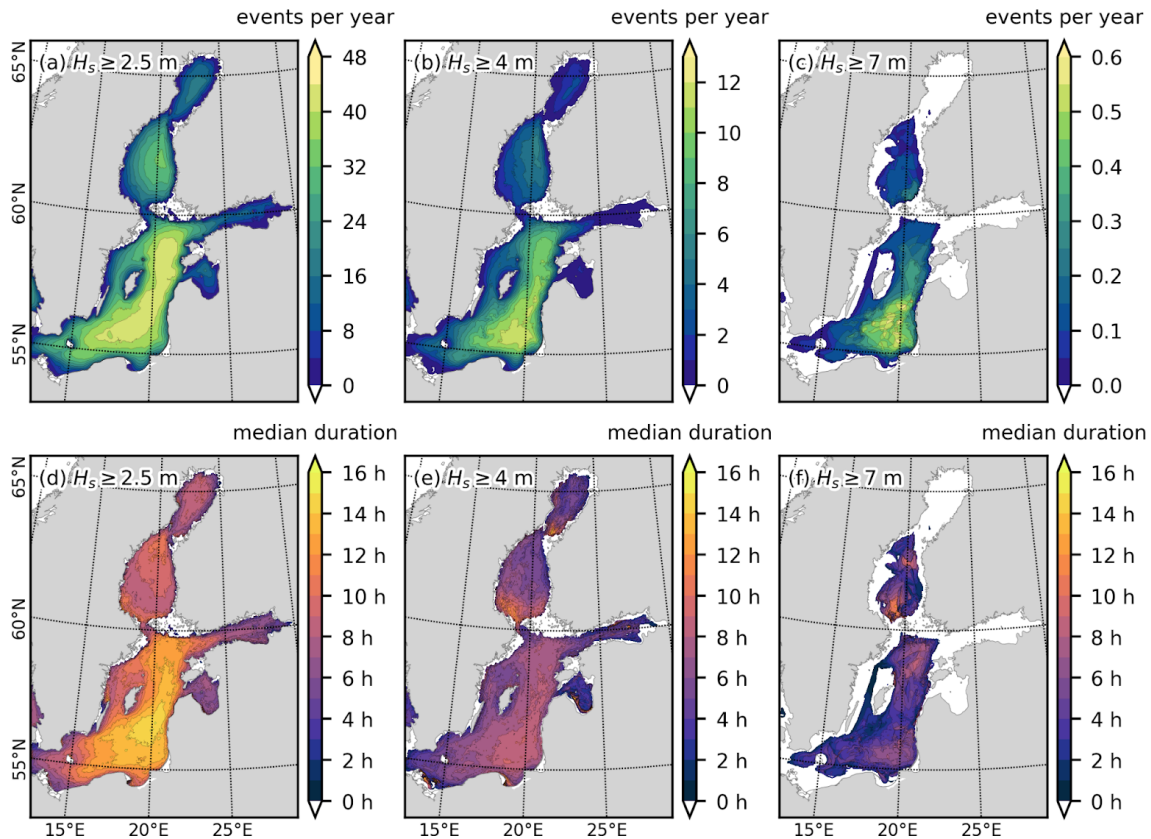 events per year
events per year
events per year
(a) Hs ≥ 2.5 m
(b) Hs ≥ 4 m
(c) Hs ≥ 7 m
65°N
60°N
55°N
48
40
32
24
16
8
0
12
10
8
6
4
2
0
0.6
0.5
0.4
0.3
0.2
0.1
0.0
median duration
median duration
median duration
(d) Hs ≥ 2.5 m
(e) Hs ≥ 4 m
(f) Hs ≥ 7 m
65°N
60°N
55°N
16 h
14 h
12 h
10 h
8 h
6 h
4 h
2 h
0 h
16 h
14 h
12 h
10 h
8 h
6 h
4 h
2 h
0 h
16 h
14 h
12 h
10 h
8 h
6 h
4 h
2 h
0 h
15°E 20°E 25°E
15°E 20°E 25°E
15°E 20°E 25°E